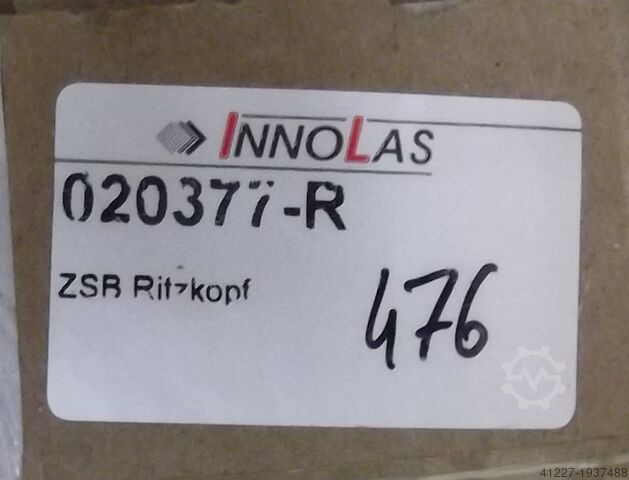 INNOLAS
020377-R
ZSB Ritzkopf
476
41227-1937488